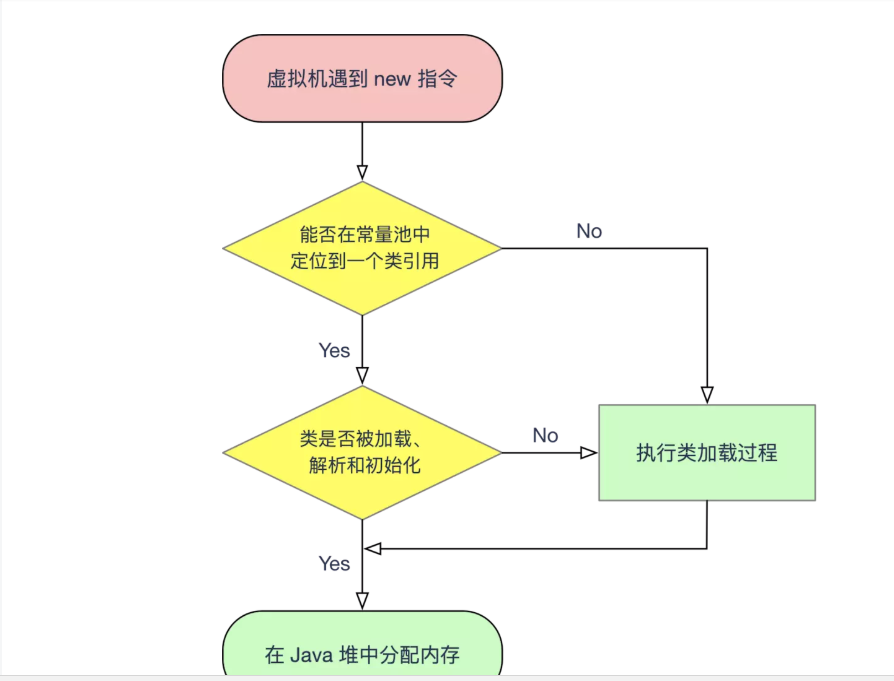 虚拟机遇到 new 指令
能否在常量池中
定位到一个类引用
No
Yes
类是否被加载、
解析和初始化
No
执行类加载过程
Yes
在 Java 堆中分配内存